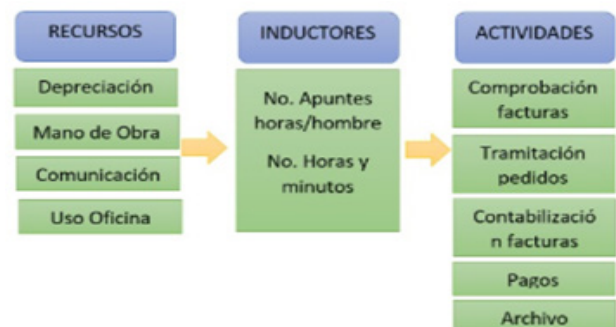 RECURSOS
Depreciación
Mano de Obra
Comunicación
Uso Oficina
INDUCTORES
No. Apuntes
horas/hombre
No. Horas y
minutos
ACTIVIDADES
Comprobación
facturas
Tramitación
pedidos
Contabilizació
n facturas
Pagos
Archivo